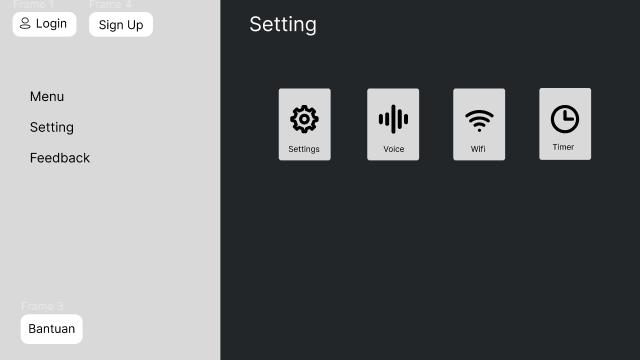 Frame 1
Frame 4
Login
Sign Up
Setting
Menu
Setting
Feedback
Settings
Voice
Wifi
Timer
Frame 3
Bantuan